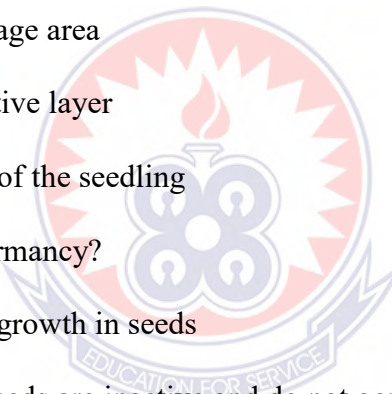 age area
tive layer
of the seedling
rmancy?
growth in seeds
EDUCATION FOR SERVICE
are inactive and do not